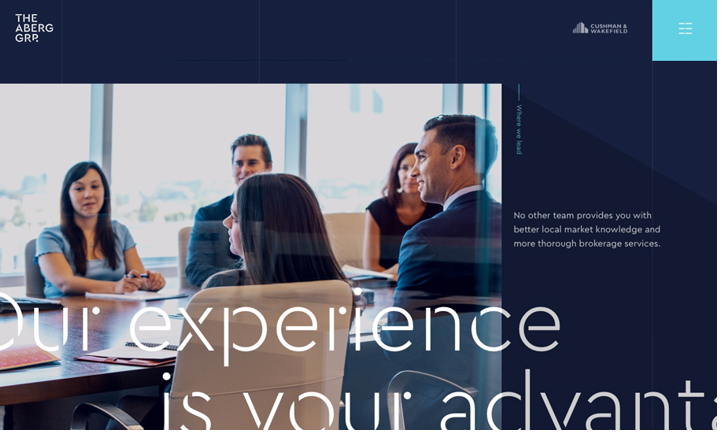 THE
ABERG
GRP.
CUSHMAN &
WAKEFIELD
Where we lead
No other team provides you with
better local market knowledge and
more thorough brokerage services.
Our experience
is your advanta